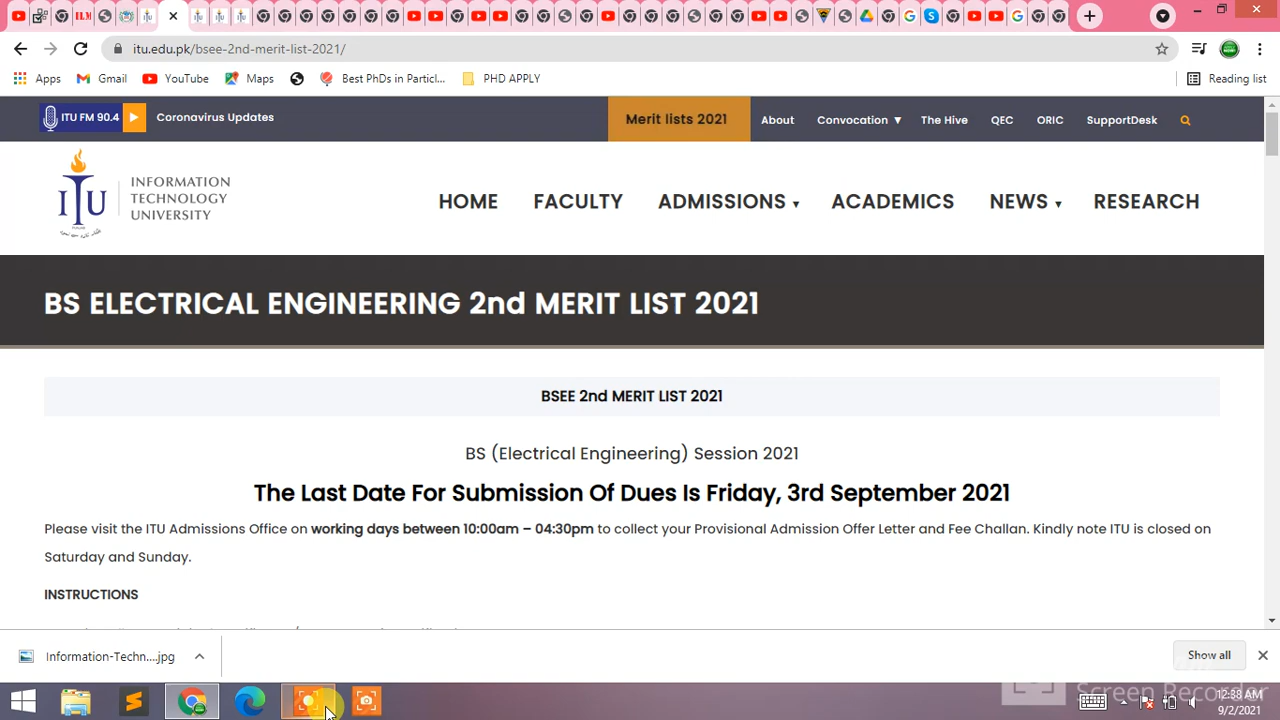 itu.edu.pk/bsee-2nd-merit-list-2021/
Apps Gmail YouTube Maps Best PhDs in Particl... PHD APPLY Reading list
ITU FM 90.4 Coronavirus Updates Merit lists 2021 About Convocation ▼ The Hive QEC ORIC SupportDesk
ITU INFORMATION
TECHNOLOGY
UNIVERSITY
HOME FACULTY ADMISSIONS ▾ ACADEMICS NEWS ▾ RESEARCH
BS ELECTRICAL ENGINEERING 2nd MERIT LIST 2021
BSEE 2nd MERIT LIST 2021
BS (Electrical Engineering) Session 2021
The Last Date For Submission Of Dues Is Friday, 3rd September 2021
Please visit the ITU Admissions Office on working days between 10:00am – 04:30pm to collect your Provisional Admission Offer Letter and Fee Challan. Kindly note ITU is closed on
Saturday and Sunday.
INSTRUCTIONS
Information-Techn....jpg Show all
Screen Recorder
12:38 AM
9/2/2021